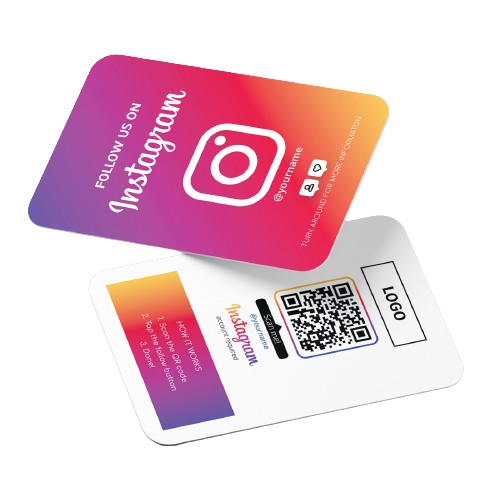 FOLLOW US ON
Instagram
@yourname
TURN AROUND FOR MORE INFORMATION
LOGO
Scan me!
@yourname
Instagram
account required
HOW IT WORKS
1. Scan the QR code
2. Tap the follow button
3. Done!